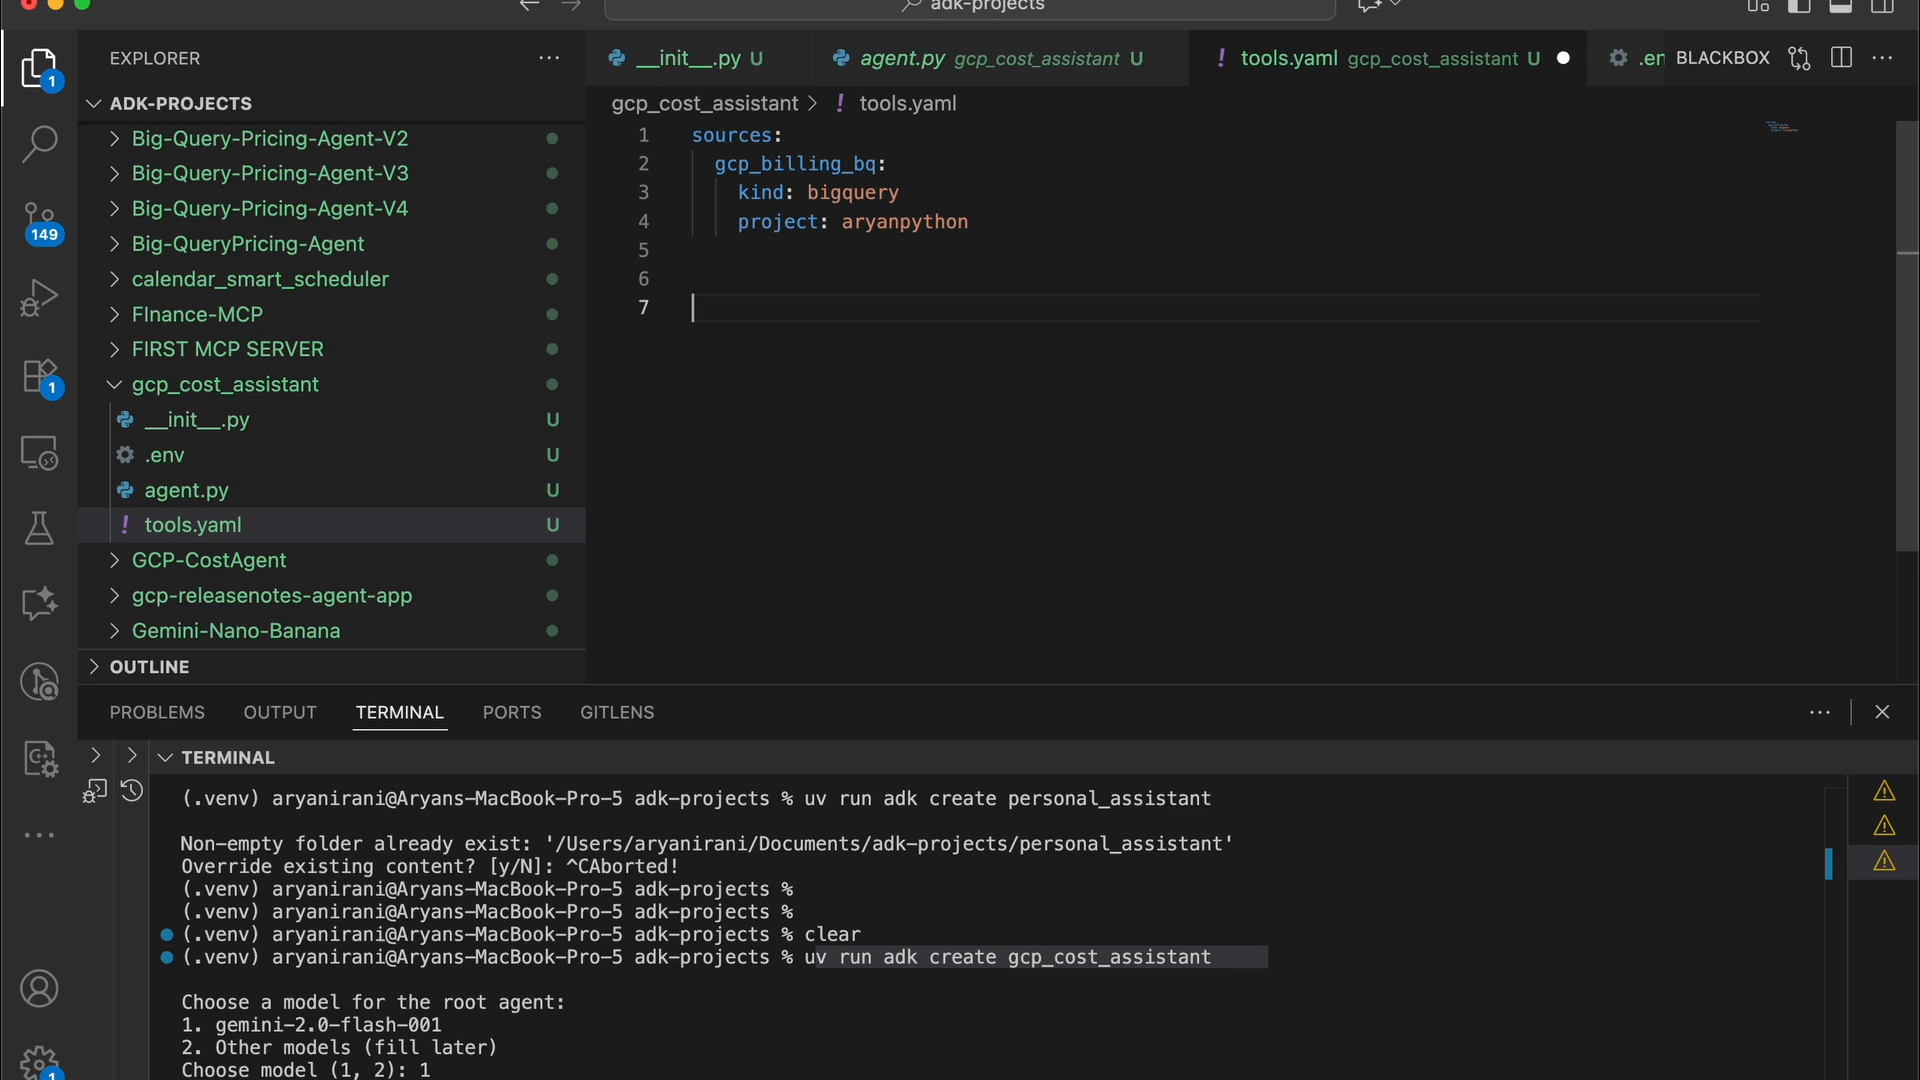 adk-projects
EXPLORER
__init__.py U
agent.py gcp_cost_assistant U
! tools.yaml gcp_cost_assistant U
.en
BLACKBOX
1
ADK-PROJECTS
gcp_cost_assistant > ! tools.yaml
Big-Query-Pricing-Agent-V2
Big-Query-Pricing-Agent-V3
Big-Query-Pricing-Agent-V4
Big-QueryPricing-Agent
calendar_smart_scheduler
FInance-MCP
FIRST MCP SERVER
gcp_cost_assistant
__init__.py U
.env U
agent.py U
! tools.yaml U
GCP-CostAgent
gcp-releasenotes-agent-app
Gemini-Nano-Banana
OUTLINE
149
1
1
1 sources:
2 gcp_billing_bq:
3 kind: bigquery
4 project: aryanpython
5
6
7
PROBLEMS OUTPUT TERMINAL PORTS GITLENS
TERMINAL
(.venv) aryanirani@Aryans-MacBook-Pro-5 adk-projects % uv run adk create personal_assistant
Non-empty folder already exist: '/Users/aryanirani/Documents/adk-projects/personal_assistant'
Override existing content? [y/N]: ^CAborted!
(.venv) aryanirani@Aryans-MacBook-Pro-5 adk-projects %
(.venv) aryanirani@Aryans-MacBook-Pro-5 adk-projects %
(.venv) aryanirani@Aryans-MacBook-Pro-5 adk-projects % clear
(.venv) aryanirani@Aryans-MacBook-Pro-5 adk-projects % uv run adk create gcp_cost_assistant
Choose a model for the root agent:
1. gemini-2.0-flash-001
2. Other models (fill later)
Choose model (1, 2): 1